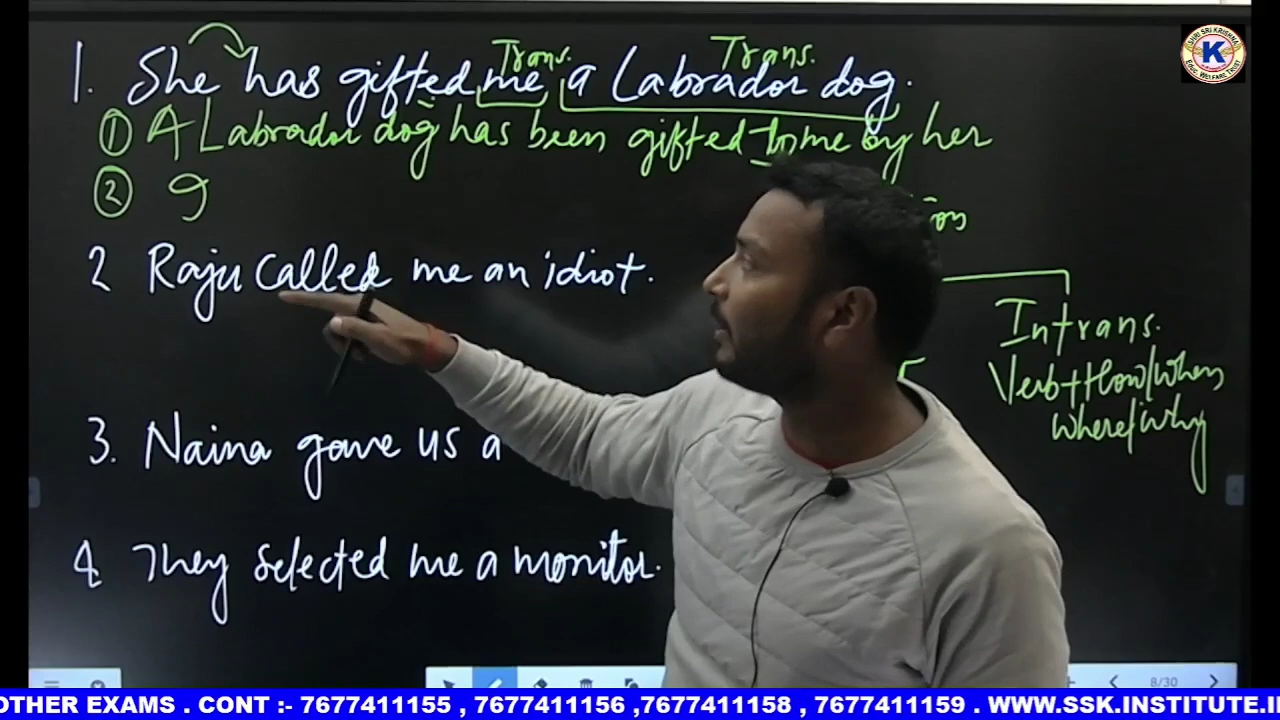 1. She has gifted me a Labrador dog.
Trans. Trans.
① A Labrador dog has been gifted to me by her
②
2 Raju called me an idiot.
Intrans.
Verb + How/when
where/why
3. Naina gave us a
4. They selected me a monitor.
K
8/30
OTHER EXAMS . CONT :- 7677411155 , 7677411156 ,7677411158 , 7677411159 . WWW.SSK.INSTITUTE.I